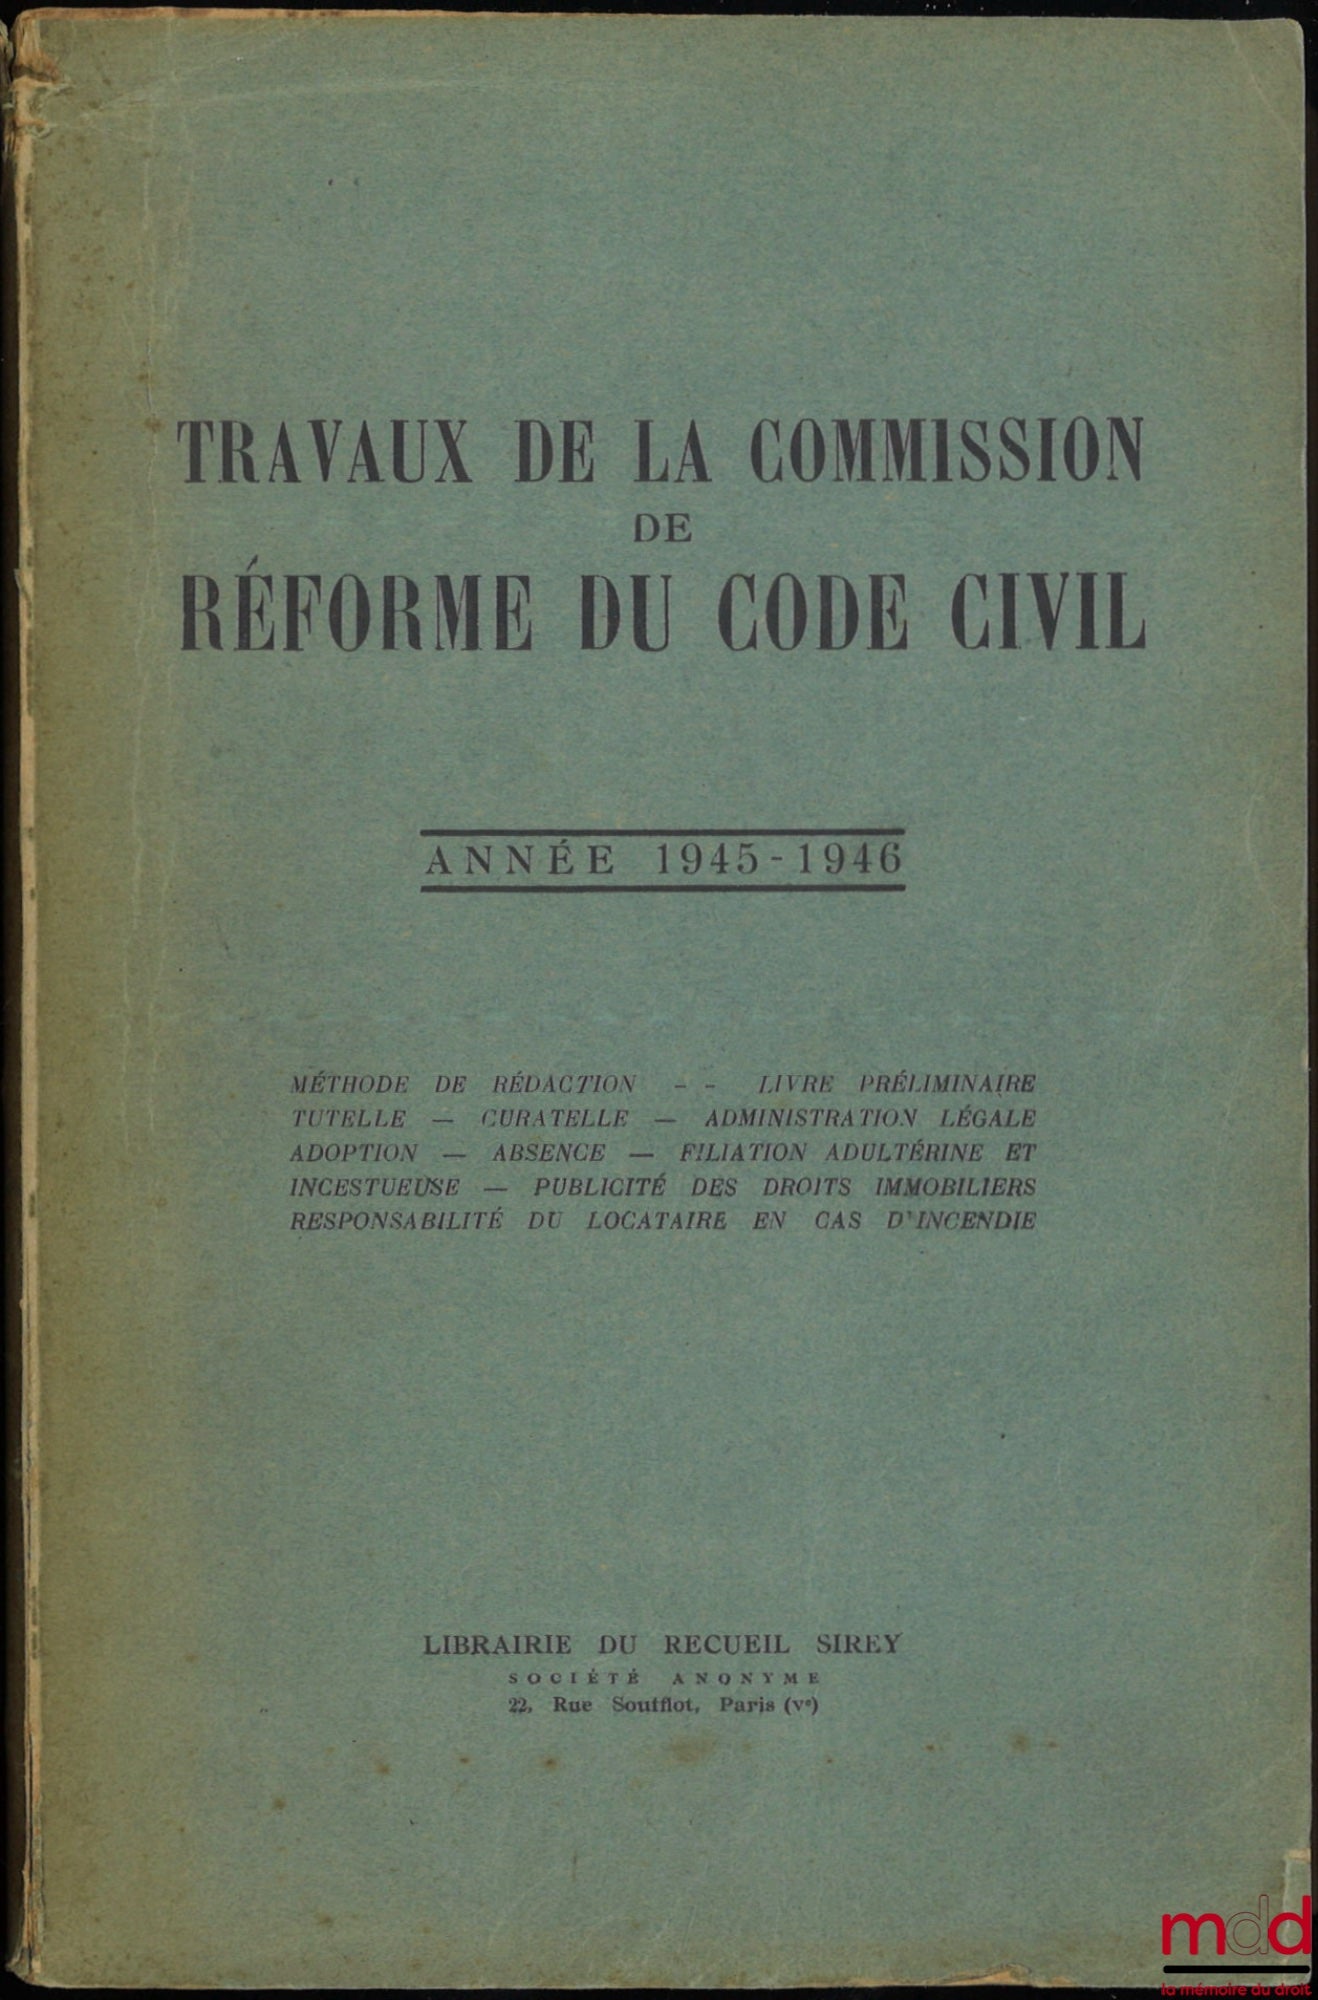 TRAVAUX DE LA COMMISSION
DE
RÉFORME DU CODE CIVIL
ANNÉE 1945-1946
MÉTHODE DE RÉDACTION - - LIVRE PRÉLIMINAIRE
TUTELLE — CURATELLE — ADMINISTRATION LÉGALE
ADOPTION — ABSENCE — FILIATION ADULTÉRINE ET
INCESTUEUSE — PUBLICITÉ DES DROITS IMMOBILIERS
RESPONSABILITÉ DU LOCATAIRE EN CAS D'INCENDIE
LIBRAIRIE DU RECUEIL SIREY
SOCIÉTÉ ANONYME
22, Rue Soufflot, Paris (Vᵉ)
mdd
la mémoire du droit